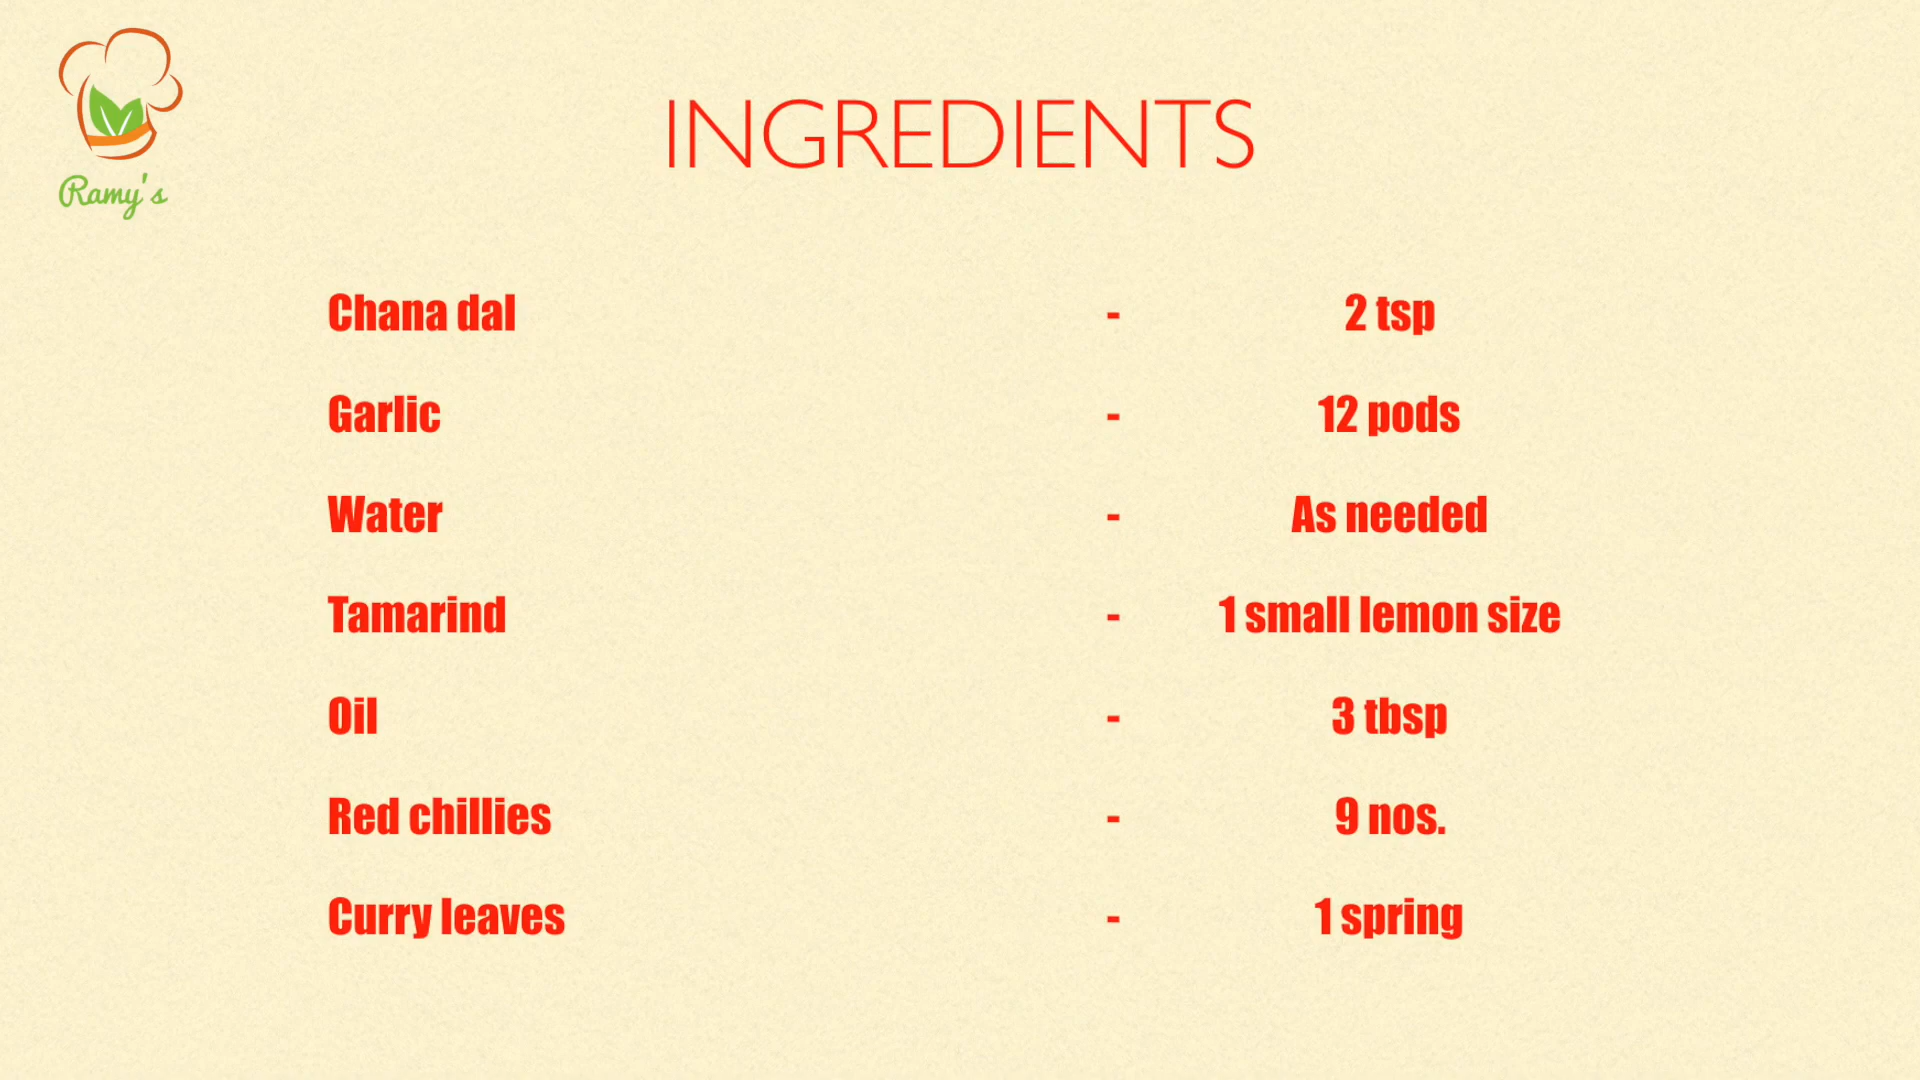 Ramy's
INGREDIENTS
Chana dal - 2 tsp
Garlic - 12 pods
Water - As needed
Tamarind - 1 small lemon size
Oil - 3 tbsp
Red chillies - 9 nos.
Curry leaves - 1 spring